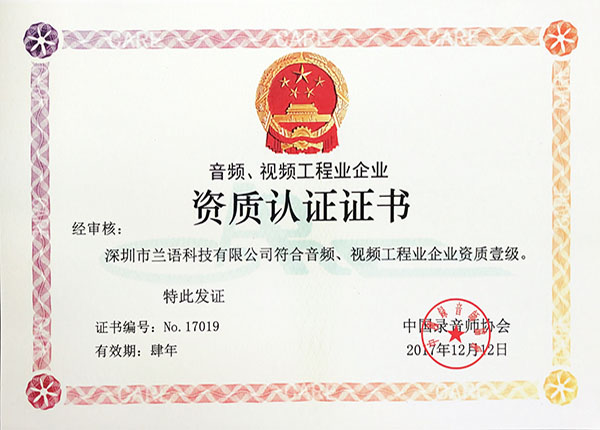 CARE CARE CARE
音频、视频工程业企业
资质认证证书
经审核：
深圳市兰语科技有限公司符合音频、视频工程业企业资质壹级。
特此发证
证书编号：No.17019
中国录音师协会
有效期：肆年
2017年12月12日
CARE CARE CARE